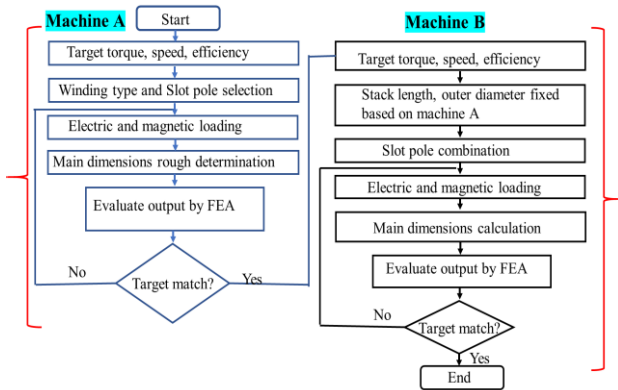 Machine A
Start
Target torque, speed, efficiency
Winding type and Slot pole selection
Electric and magnetic loading
Main dimensions rough determination
Evaluate output by FEA
Target match?
No
Yes
Machine B
Target torque, speed, efficiency
Stack length, outer diameter fixed
based on machine A
Slot pole combination
Electric and magnetic loading
Main dimensions calculation
Evaluate output by FEA
Target match?
No
Yes
End